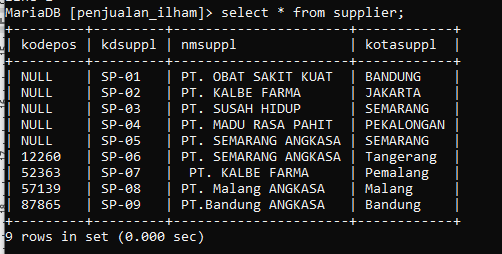 MariaDB [penjualan_ilham]> select * from supplier;
+---------+---------+----------------------+------------+
| kodepos | kdsuppl | nmsuppl | kotasuppl |
+---------+---------+----------------------+------------+
| NULL | SP-01 | PT. OBAT SAKIT KUAT | BANDUNG |
| NULL | SP-02 | PT. KALBE FARMA | JAKARTA |
| NULL | SP-03 | PT. SUSAH HIDUP | SEMARANG |
| NULL | SP-04 | PT. MADU RASA PAHIT | PEKALONGAN |
| NULL | SP-05 | PT. SEMARANG ANGKASA | SEMARANG |
| 12260 | SP-06 | PT. SEMARANG ANGKASA | Tangerang |
| 52363 | SP-07 | PT. KALBE FARMA | Pemalang |
| 57139 | SP-08 | PT. Malang ANGKASA | Malang |
| 87865 | SP-09 | PT.Bandung ANGKASA | Bandung |
+---------+---------+----------------------+------------+
9 rows in set (0.000 sec)